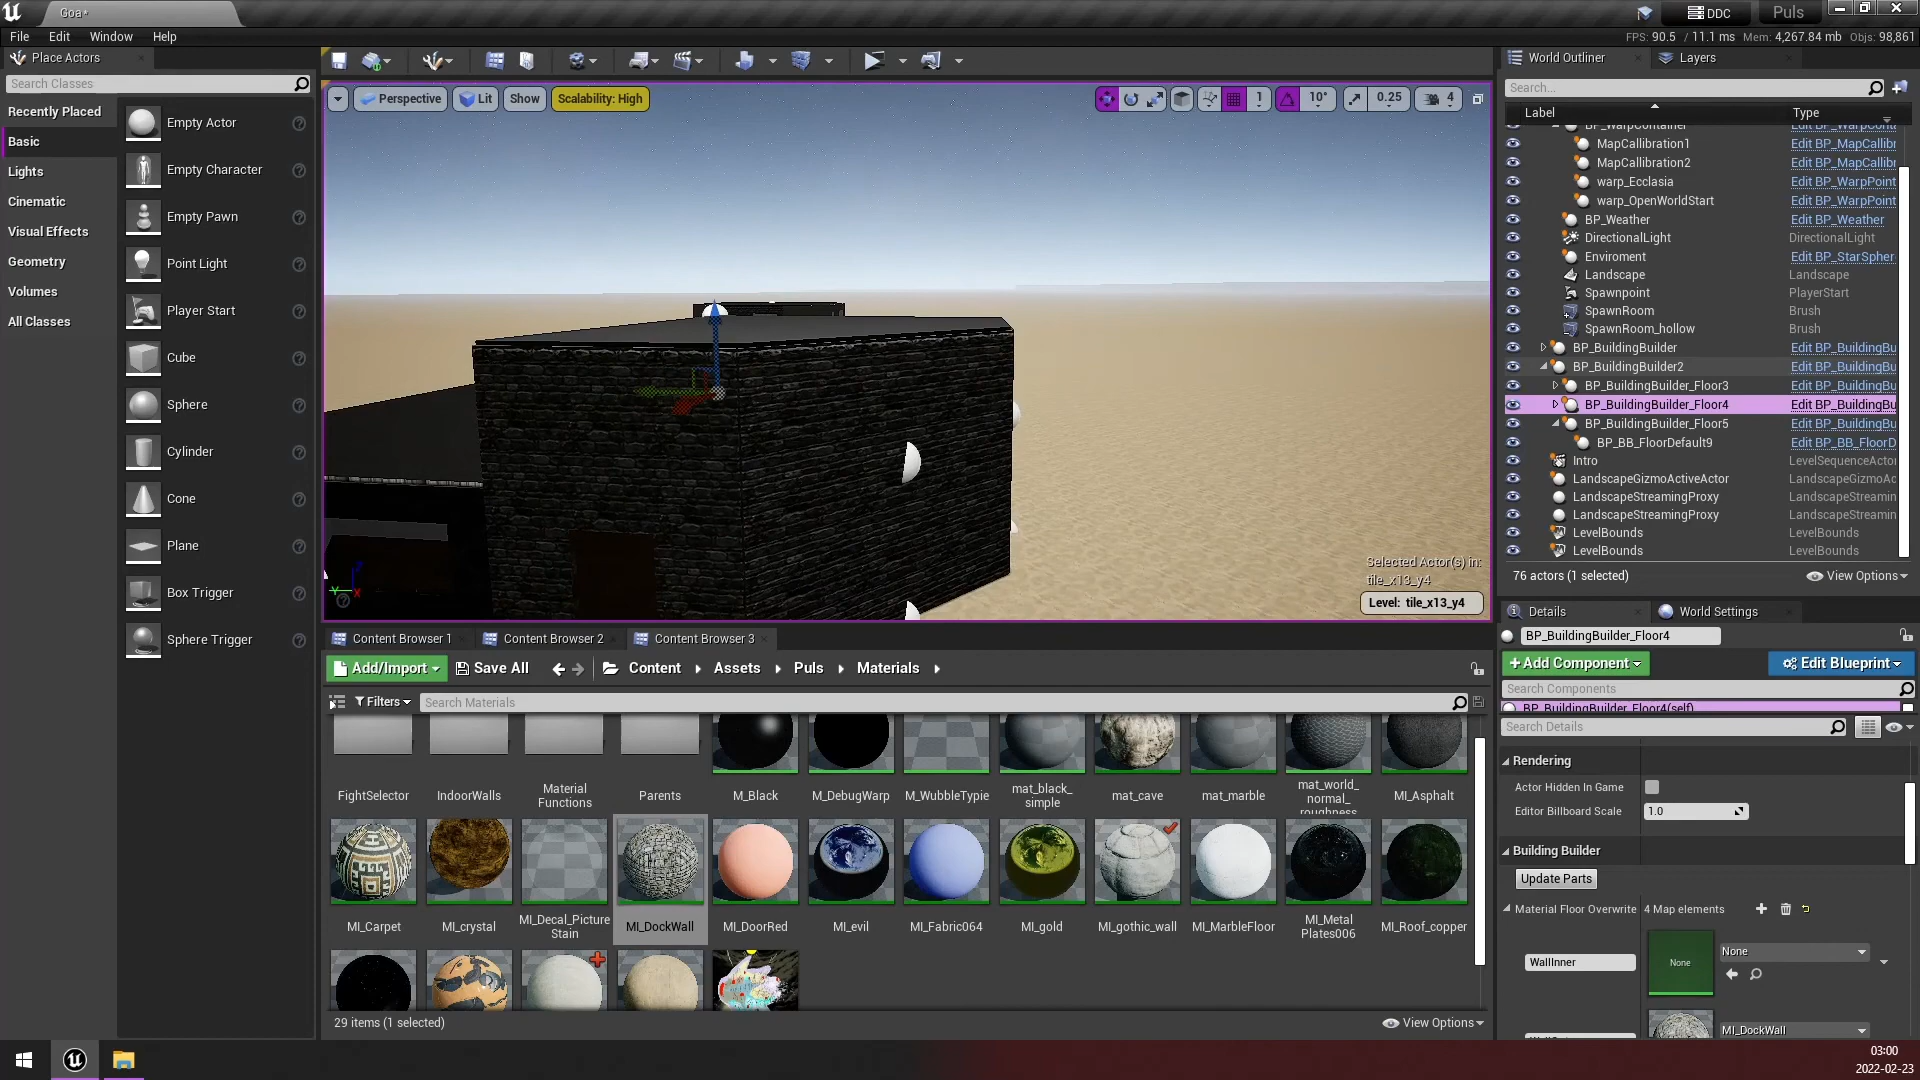 Goa*
DDC
Puls
File
Edit
Window
Help
FPS: 90.5 / 11.1 ms Mem: 4,267.84 mb Objs: 98,861
Place Actors
World Outliner
Layers
Search Classes
Perspective
Lit
Show
Scalability: High
1
10°
0.25
4
Search...
Recently Placed
Basic
Lights
Cinematic
Visual Effects
Geometry
Volumes
All Classes
Empty Actor
Empty Character
Empty Pawn
Point Light
Player Start
Cube
Sphere
Cylinder
Cone
Plane
Box Trigger
Sphere Trigger
Label
Type
BP_WarpContainer
Edit BP_WarpConta
MapCallibration1
Edit BP_MapCallibr
MapCallibration2
Edit BP_MapCallibr
warp_Ecclasia
Edit BP_WarpPoint
warp_OpenWorldStart
Edit BP_WarpPoint
BP_Weather
Edit BP_Weather
DirectionalLight
DirectionalLight
Enviroment
Edit BP_StarSpher
Landscape
Landscape
Spawnpoint
PlayerStart
SpawnRoom
Brush
SpawnRoom_hollow
Brush
BP_BuildingBuilder
Edit BP_BuildingBu
BP_BuildingBuilder2
Edit BP_BuildingBu
BP_BuildingBuilder_Floor3
Edit BP_BuildingBu
BP_BuildingBuilder_Floor4
Edit BP_BuildingBu
BP_BuildingBuilder_Floor5
Edit BP_BuildingBu
BP_BB_FloorDefault9
Edit BP_BB_FloorD
Intro
LevelSequenceActor
LandscapeGizmoActiveActor
LandscapeGizmoAc
LandscapeStreamingProxy
LandscapeStreamin
LandscapeStreamingProxy
LandscapeStreamin
LevelBounds
LevelBounds
LevelBounds
LevelBounds
76 actors (1 selected)
View Options
Selected Actor(s) in:
tile_x13_y4
Level: tile_x13_y4
Content Browser 1
Content Browser 2
Content Browser 3
Add/Import
Save All
Content
Assets
Puls
Materials
Filters
Search Materials
FightSelector
IndoorWalls
Material Functions
Parents
M_Black
M_DebugWarp
M_WubbleTypie
mat_black_simple
mat_cave
mat_marble
mat_world_normal_roughness
MI_Asphalt
MI_Carpet
MI_crystal
MI_Decal_Picture Stain
MI_DockWall
MI_DoorRed
MI_evil
MI_Fabric064
MI_gold
MI_gothic_wall
MI_MarbleFloor
MI_Metal Plates006
MI_Roof_copper
29 items (1 selected)
View Options
Details
World Settings
BP_BuildingBuilder_Floor4
+Add Component
Edit Blueprint
Search Components
BP_BuildingBuilder_Floor4(self)
Search Details
Rendering
Actor Hidden In Game
Editor Billboard Scale
1.0
Building Builder
Update Parts
Material Floor Overwrite
4 Map elements
WallInner
None
None
MI_DockWall
03:00
2022-02-23